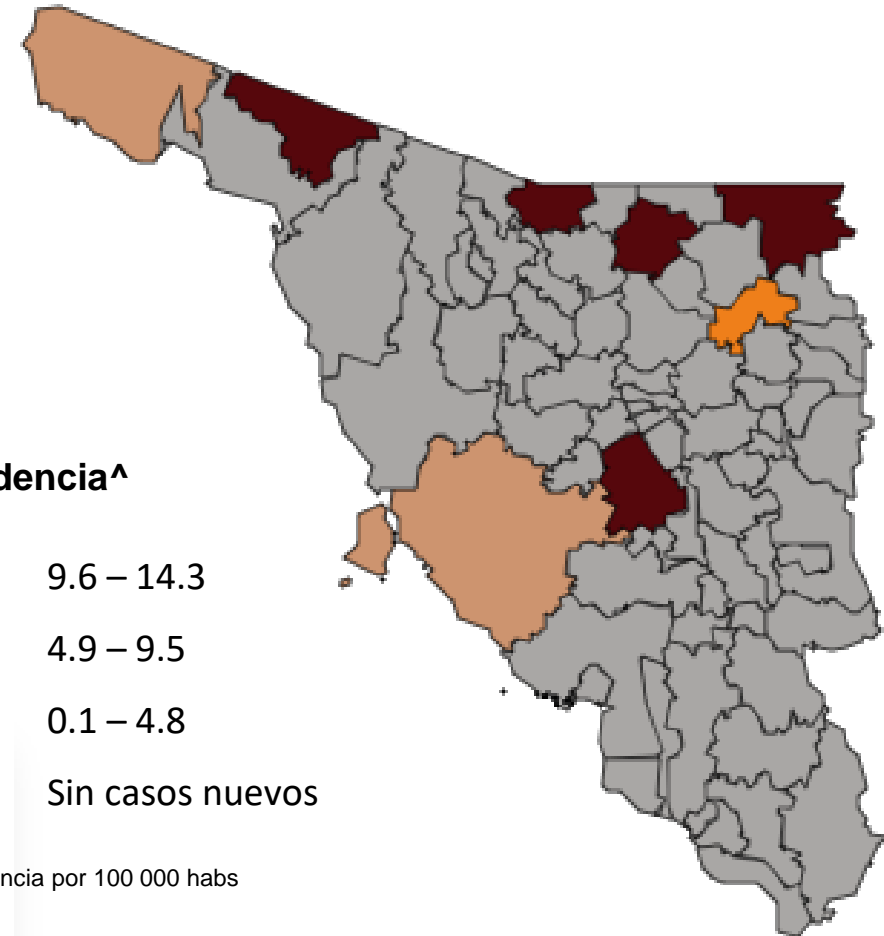 dencia^
9.6 – 14.3
4.9 – 9.5
0.1 – 4.8
Sin casos nuevos
ncia por 100 000 habs